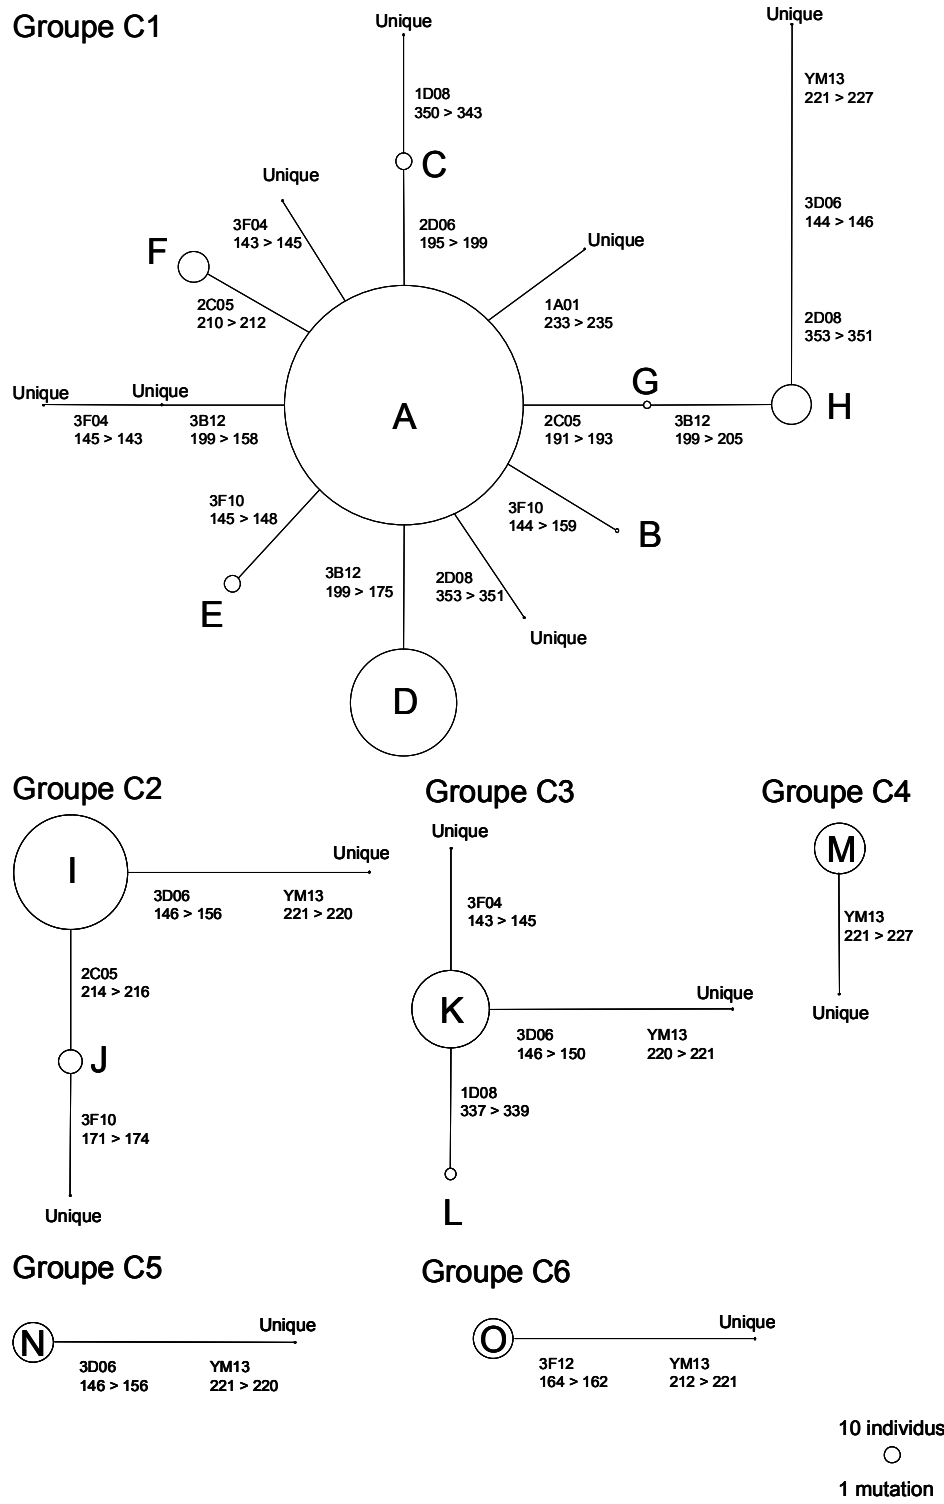 Groupe C1
Unique
Unique
YM13
221 > 227
1D08
350 > 343
C
Unique
3D06
144 > 146
3F04
143 > 145
2D06
195 > 199
Unique
F
2C05
210 > 212
1A01
233 > 235
2D08
353 > 351
Unique
Unique
G
A
H
3F04
145 > 143
3B12
199 > 158
2C05
191 > 193
3B12
199 > 205
3F10
145 > 148
3F10
144 > 159
B
E
3B12
199 > 175
2D08
353 > 351
Unique
D
Groupe C2
Groupe C3
Groupe C4
Unique
M
I
Unique
3D06
146 > 156
YM13
221 > 220
3F04
143 > 145
YM13
221 > 227
2C05
214 > 216
K
Unique
Unique
3D06
146 > 150
YM13
220 > 221
J
1D08
337 > 339
3F10
171 > 174
L
Unique
Groupe C5
Groupe C6
N
Unique
3D06
146 > 156
YM13
221 > 220
O
Unique
3F12
164 > 162
YM13
212 > 221
10 individus
1 mutation